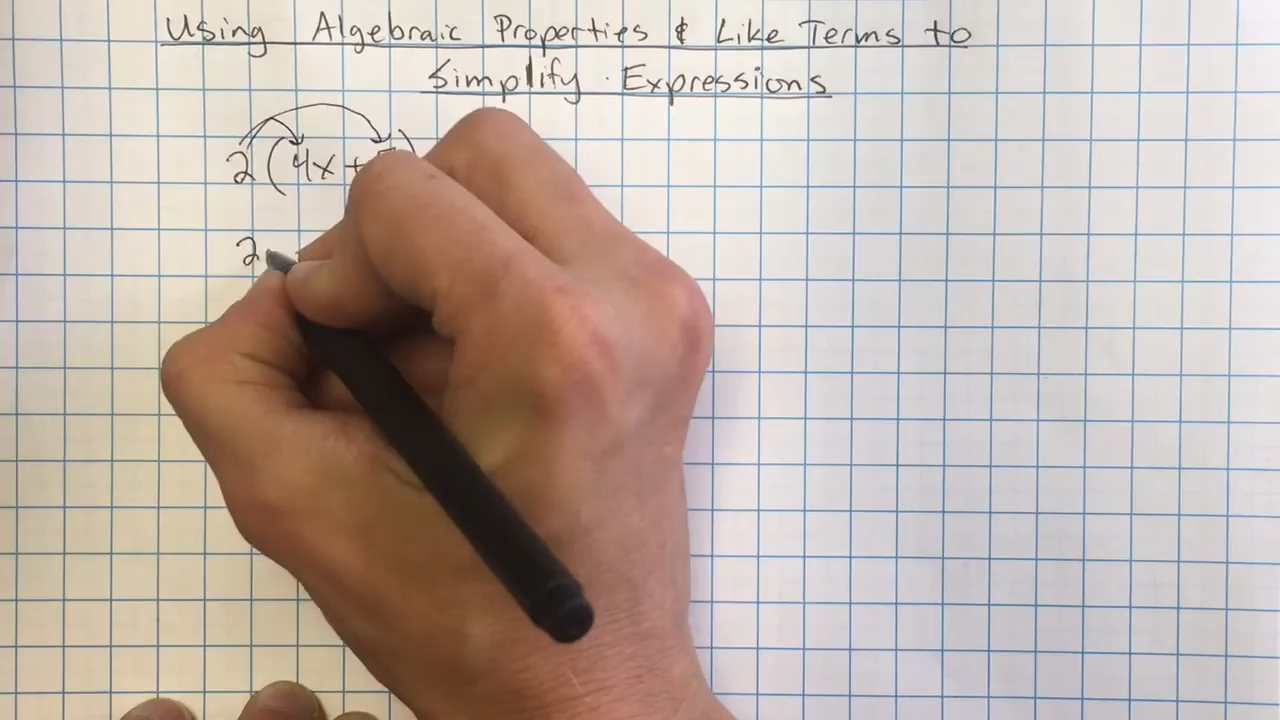 Using Algebraic Properties & Like Terms to
Simplify Expressions
2(4x+ )
2